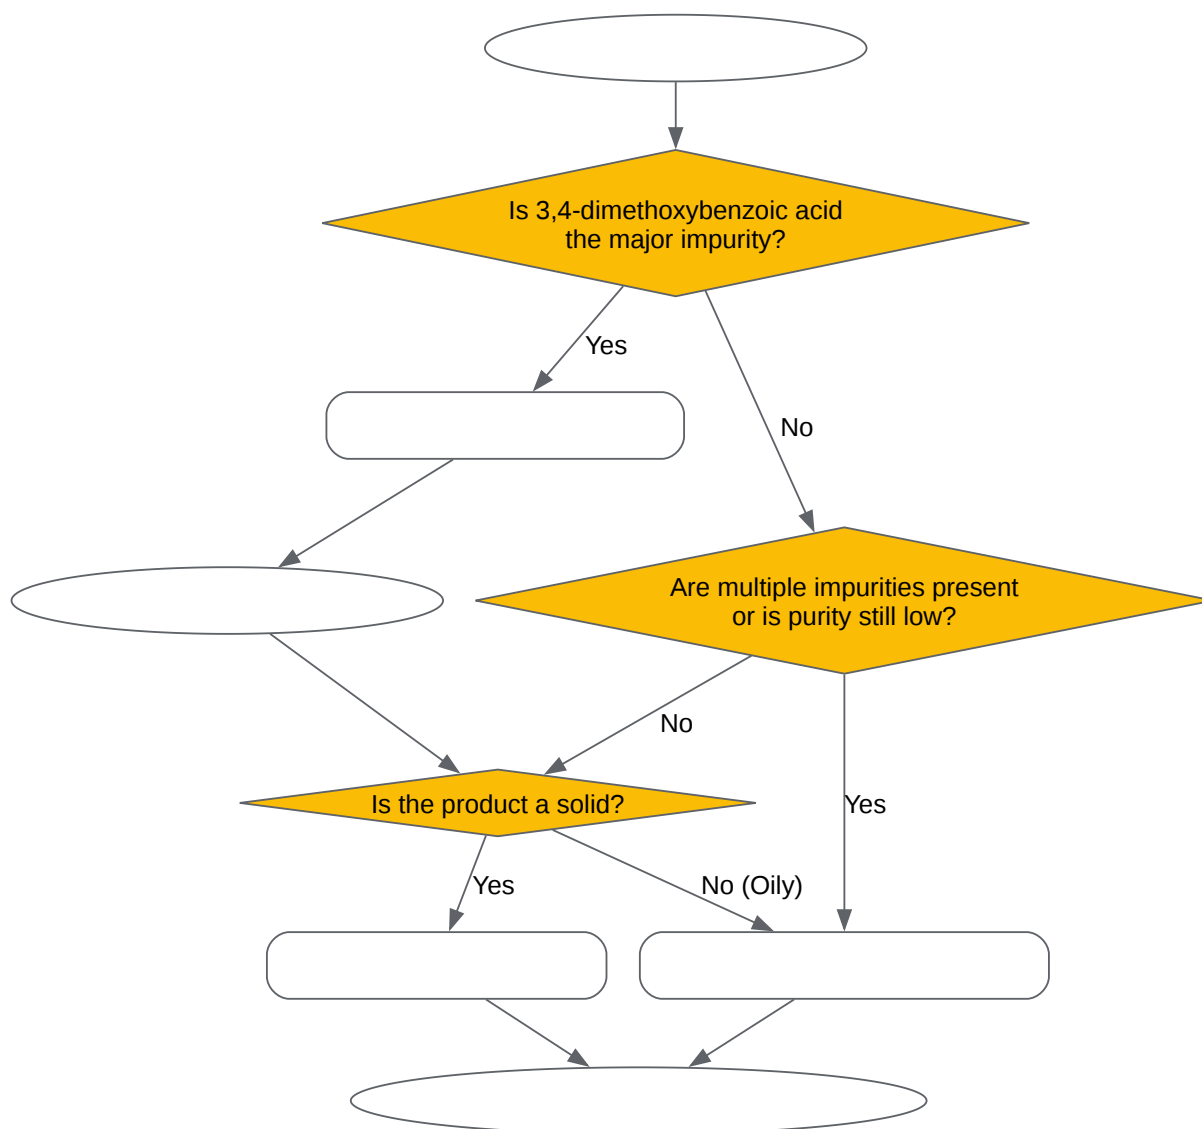 Is 3,4-dimethoxybenzoic acid
the major impurity?
Yes
No
Are multiple impurities present
or is purity still low?
No
Is the product a solid?
Yes
Yes
No (Oily)